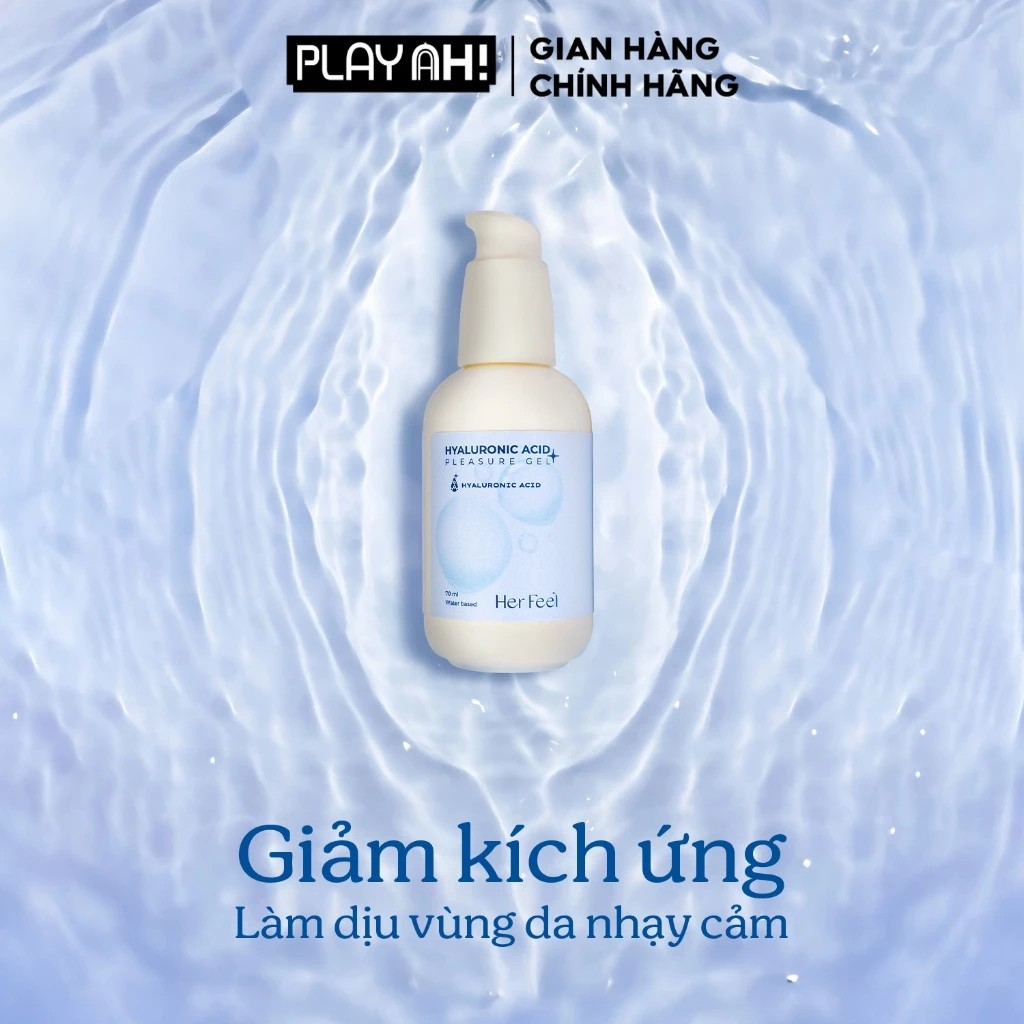 PLAY AH!
GIAN HÀNG
CHÍNH HÃNG
HYALURONIC ACID
PLEASURE GEL
HYALURONIC ACID
70 ml
Water based
Her Feel
Giảm kích ứng
Làm dịu vùng da nhạy cảm